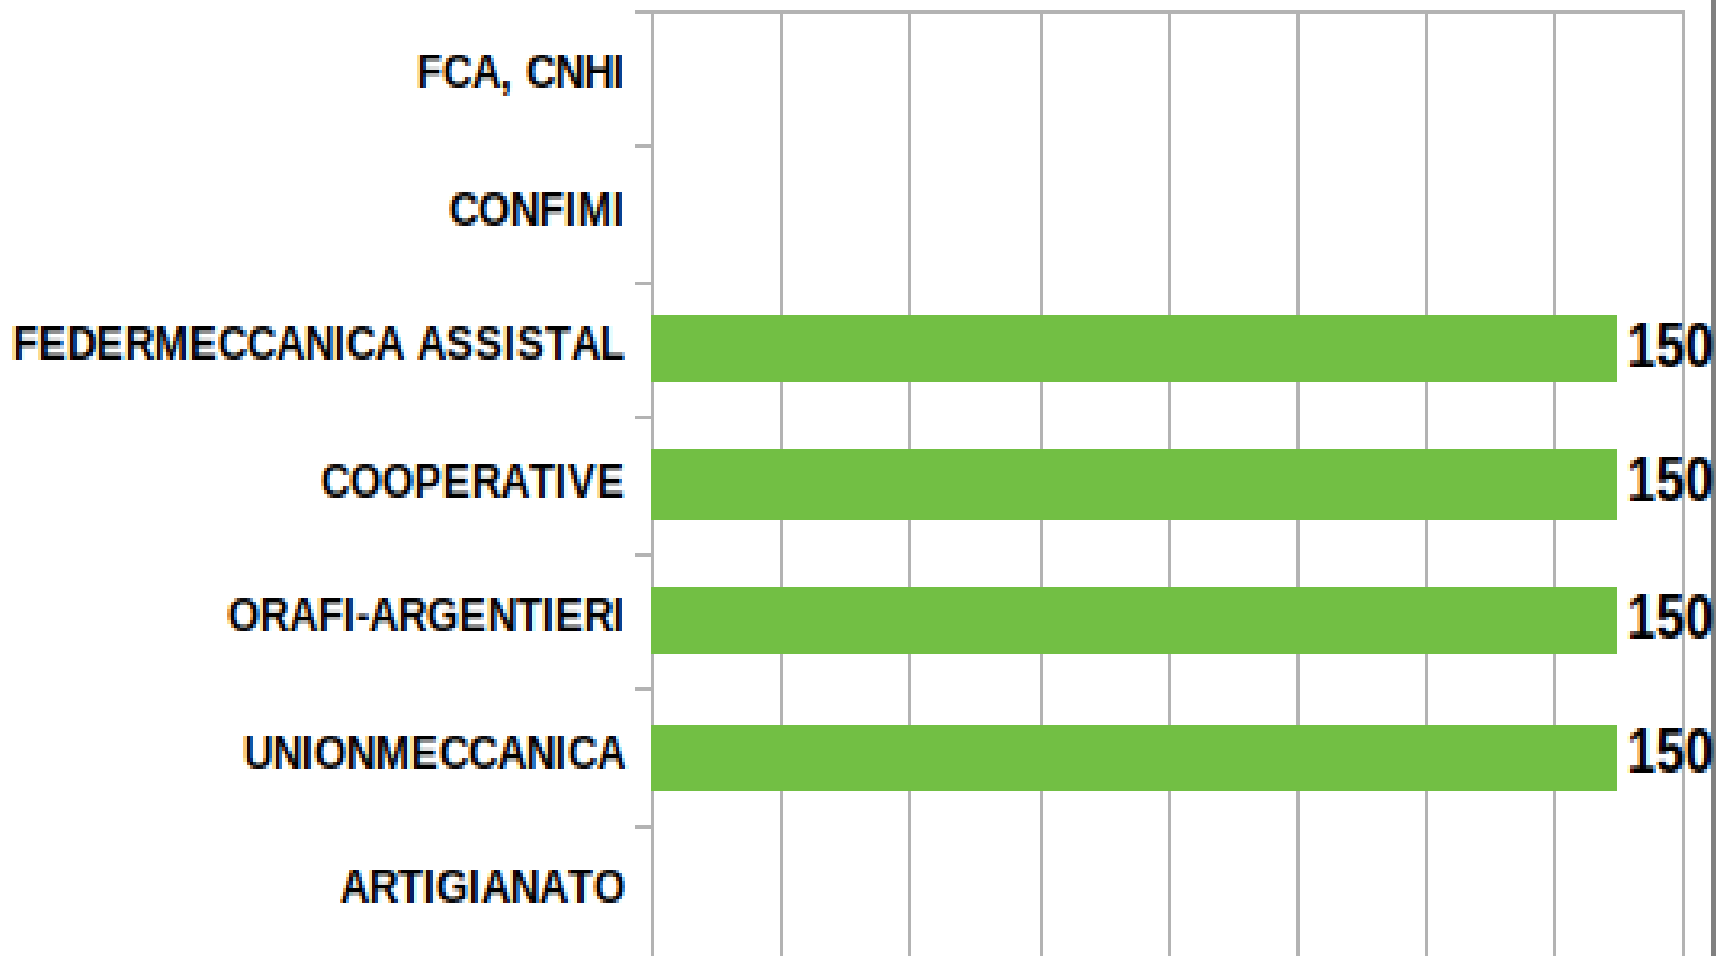 FCA, CNHI
CONFIMI
FEDERMECCANICA ASSISTAL 150
COOPERATIVE 150
ORAFI-ARGENTIERI 150
UNIONMECCANICA 150
ARTIGIANATO